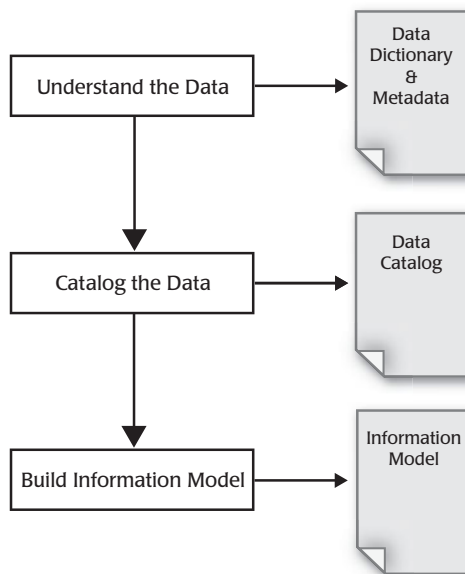 Understand the Data
Data
Dictionary
&
Metadata
Catalog the Data
Data
Catalog
Build Information Model
Information
Model